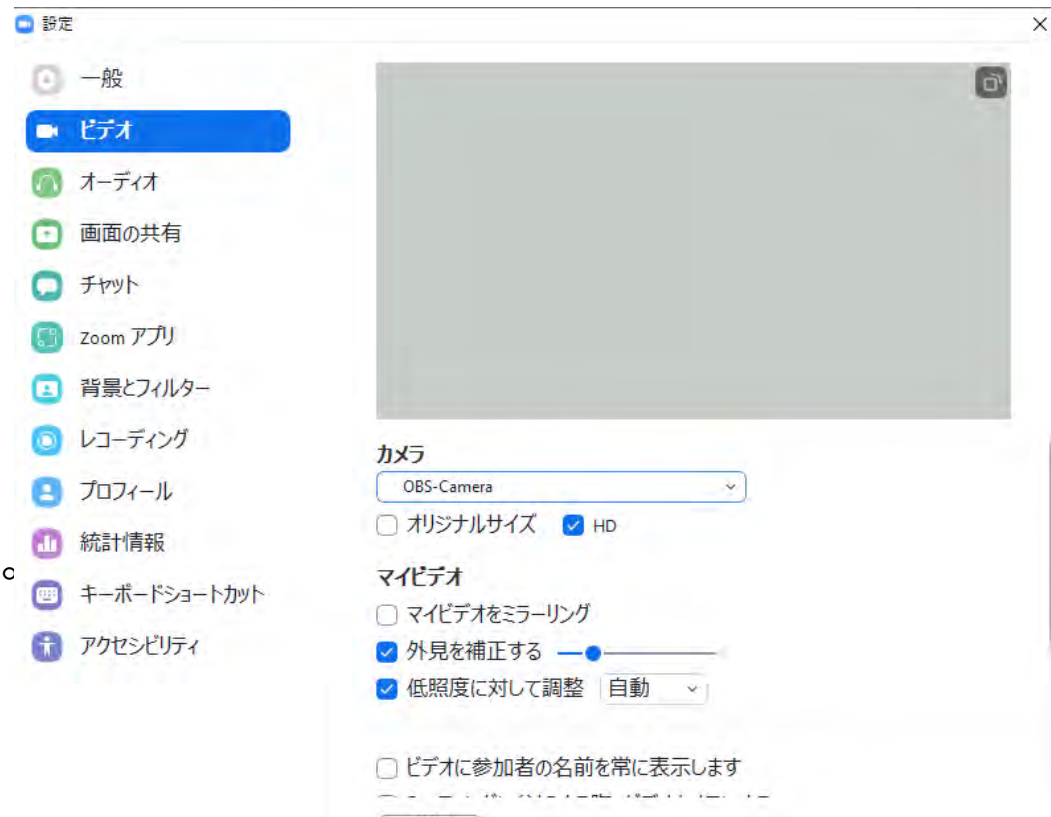 設定
一般
ビデオ
オーディオ
画面の共有
チャット
Zoom アプリ
背景とフィルター
レコーディング
プロフィール
統計情報
キーボードショートカット
アクセシビリティ
カメラ
OBS-Camera
オリジナルサイズ HD
マイビデオ
マイビデオをミラーリング
外見を補正する
低照度に対して調整 自動
ビデオに参加者の名前を常に表示します